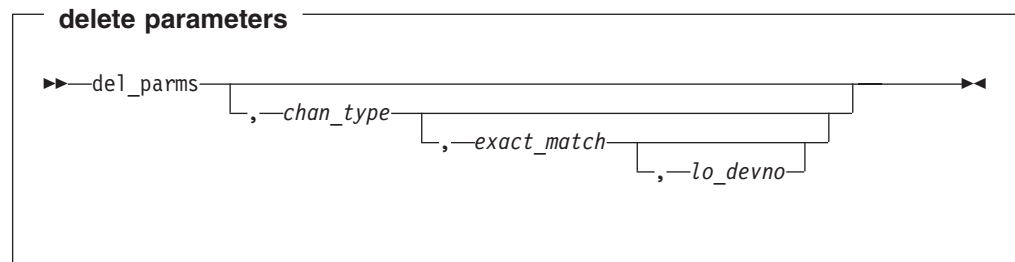 delete parameters
del_parms
, chan_type
, exact_match
, lo_devno